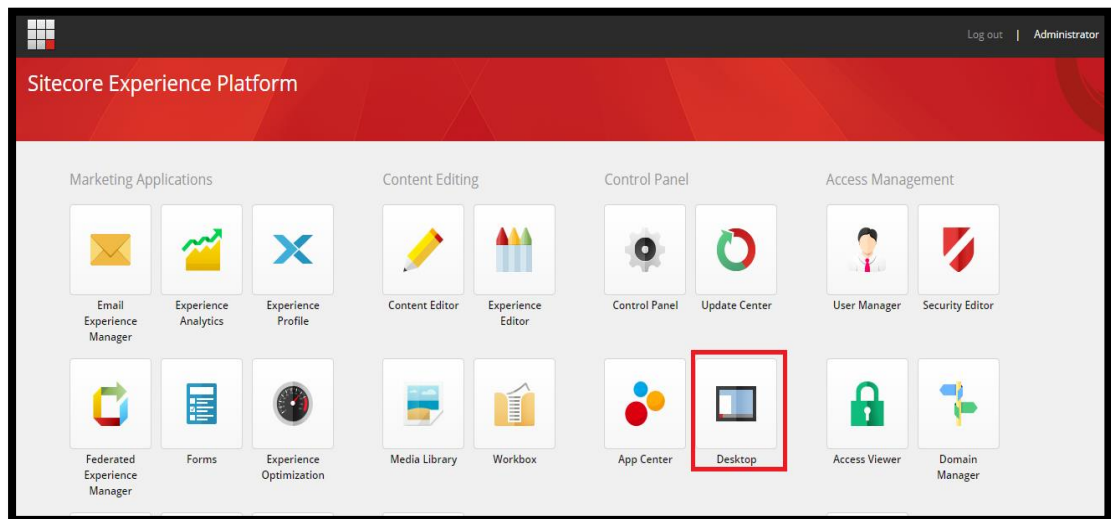 Log out | Administrator
Sitecore Experience Platform
Marketing Applications
Email
Experience
Manager
Experience
Analytics
Experience
Profile
Federated
Experience
Manager
Forms
Experience
Optimization
Content Editing
Content Editor
Experience
Editor
Media Library
Workbox
Control Panel
Control Panel
Update Center
App Center
Desktop
Access Management
User Manager
Security Editor
Access Viewer
Domain
Manager